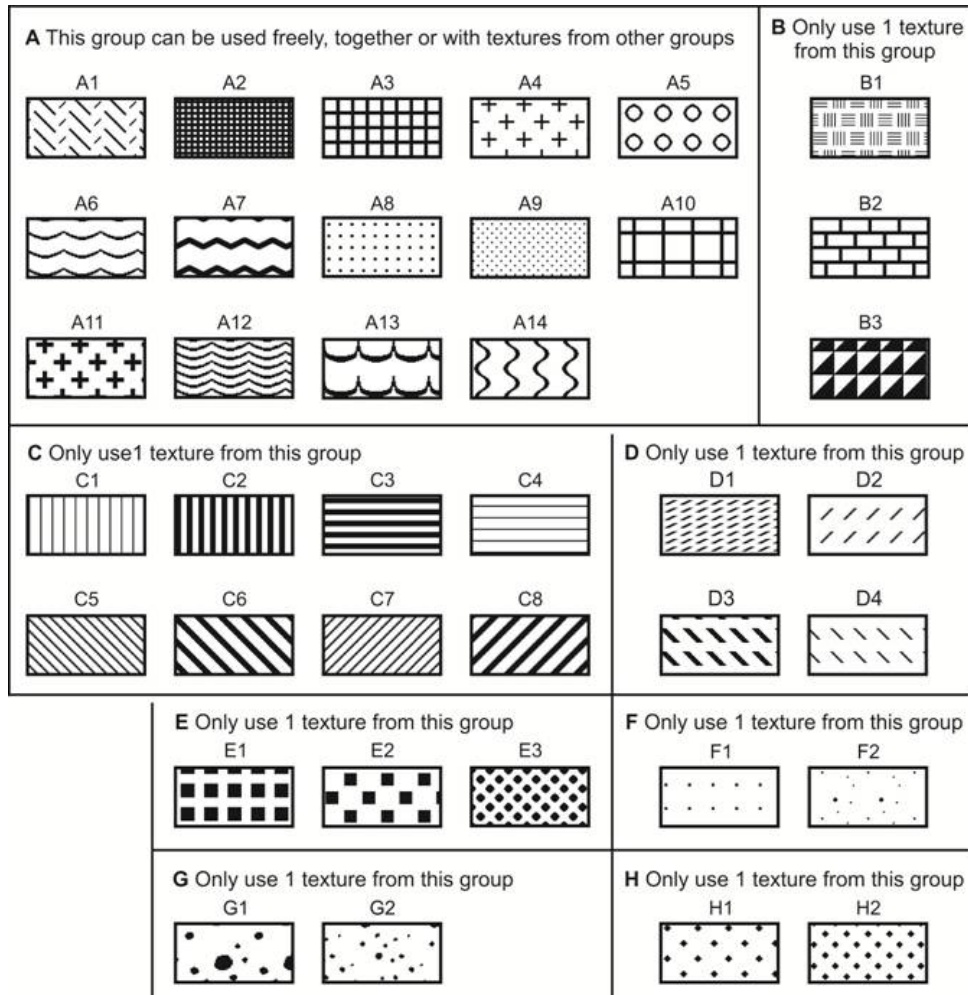 A This group can be used freely, together or with textures from other groups
A1 A2 A3 A4 A5
A6 A7 A8 A9 A10
A11 A12 A13 A14
B Only use 1 texture
from this group
B1
B2
B3
C Only use1 texture from this group
C1 C2 C3 C4
C5 C6 C7 C8
D Only use 1 texture from this group
D1 D2
D3 D4
E Only use 1 texture from this group
E1 E2 E3
F Only use 1 texture from this group
F1 F2
G Only use 1 texture from this group
G1 G2
H Only use 1 texture from this group
H1 H2